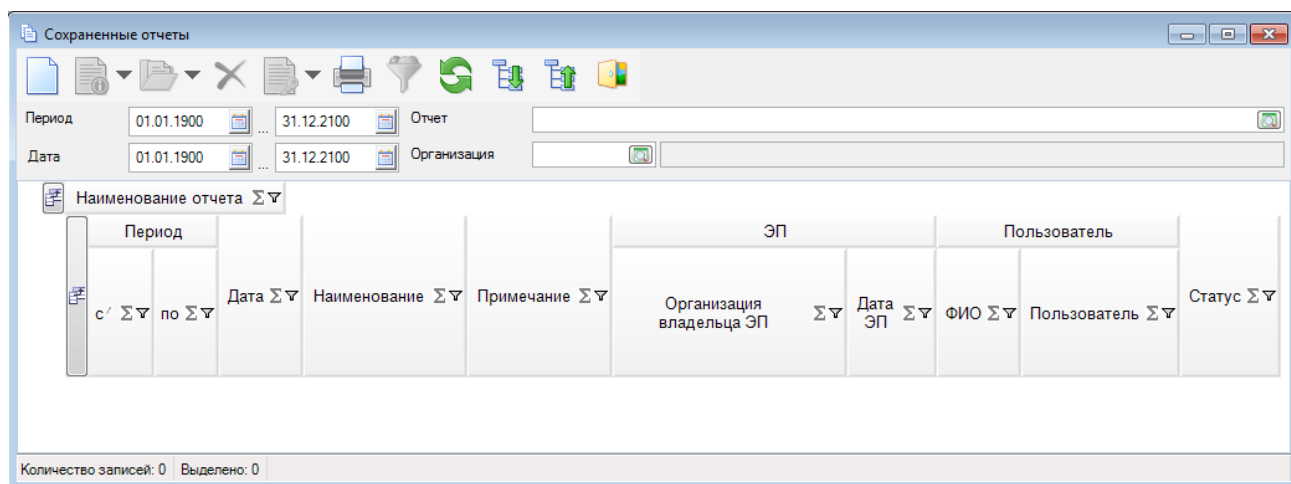 Сохраненные отчеты
Период 01.01.1900 ... 31.12.2100 Отчет
Дата 01.01.1900 ... 31.12.2100 Организация
Наименование отчета Σ
Период ЭП Пользователь
с Σ по Σ Дата Σ Наименование Σ Примечание Σ Организация владельца ЭП Σ Дата ЭП Σ ФИО Σ Пользователь Σ Статус Σ
Количество записей: 0 Выделено: 0